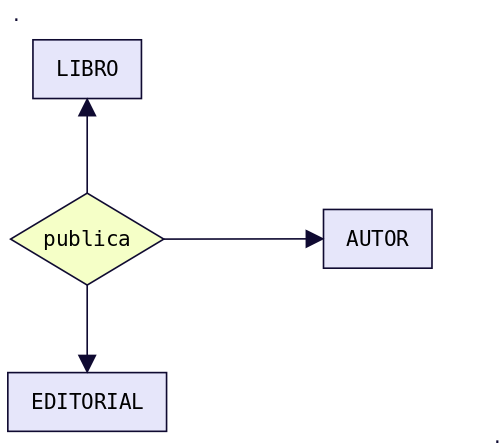 .
LIBRO
publica
AUTOR
EDITORIAL
.